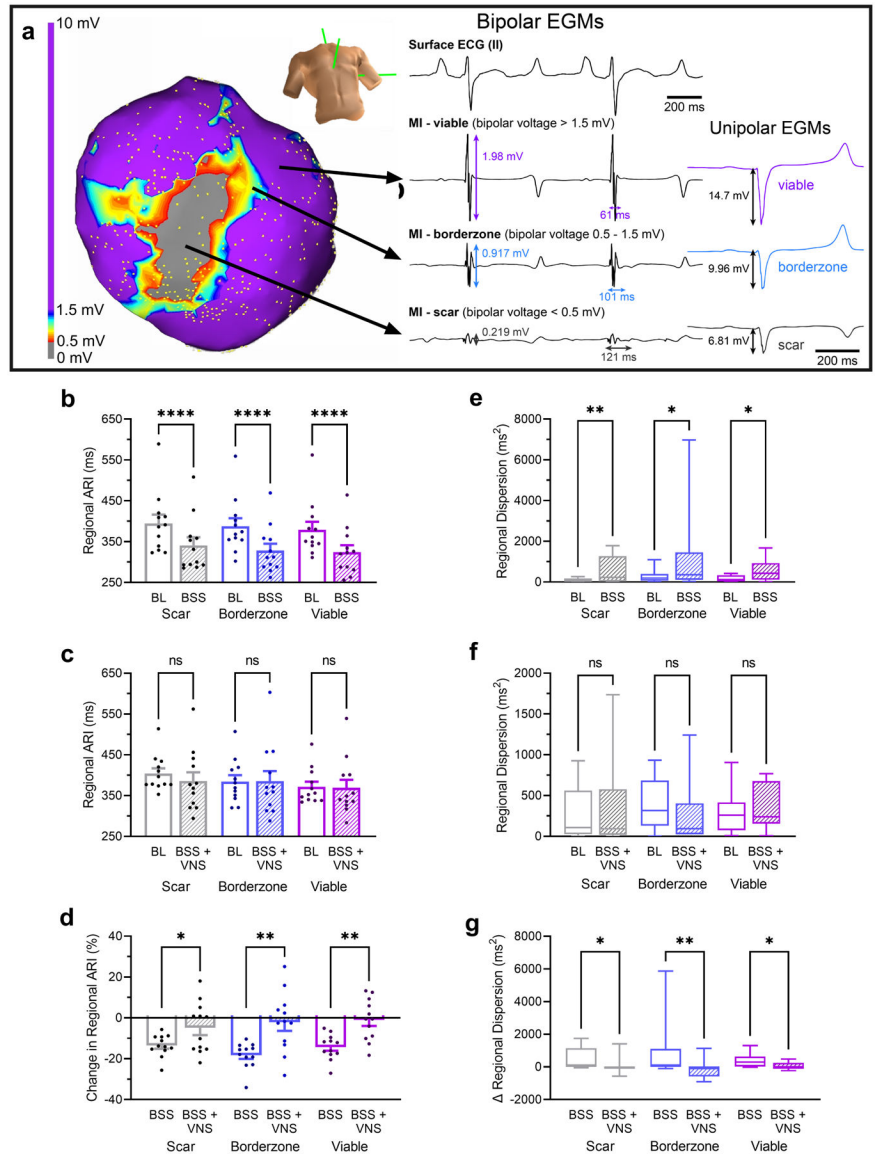 a
10 mV
1.5 mV
0.5 mV
0 mV
Bipolar EGMs
Surface ECG (II)
200 ms
MI - viable (bipolar voltage > 1.5 mV)
1.98 mV
61 ms
MI - borderzone (bipolar voltage 0.5 - 1.5 mV)
0.917 mV
101 ms
MI - scar (bipolar voltage < 0.5 mV)
0.219 mV
121 ms
Unipolar EGMs
14.7 mV
viable
9.96 mV
borderzone
6.81 mV
scar
200 ms
b
Regional ARI (ms)
650
550
450
350
250
**** **** ****
BL BSS BL BSS BL BSS
Scar Borderzone Viable
e
Regional Dispersion (ms²)
8000
6000
4000
2000
0
** * *
BL BSS BL BSS BL BSS
Scar Borderzone Viable
c
Regional ARI (ms)
650
550
450
350
250
ns ns ns
BL BSS + BL BSS + BL BSS +
VNS VNS VNS
Scar Borderzone Viable
f
Regional Dispersion (ms²)
2000
1500
1000
500
0
ns ns ns
BL BSS + BL BSS + BL BSS +
VNS VNS VNS
Scar Borderzone Viable
d
Change in Regional ARI (%)
40
20
0
-20
-40
* ** **
BSS BSS + BSS BSS + BSS BSS +
VNS VNS VNS
Scar Borderzone Viable
g
Δ Regional Dispersion (ms²)
8000
6000
4000
2000
0
-2000
* ** *
BSS BSS + BSS BSS + BSS BSS +
VNS VNS VNS
Scar Borderzone Viable